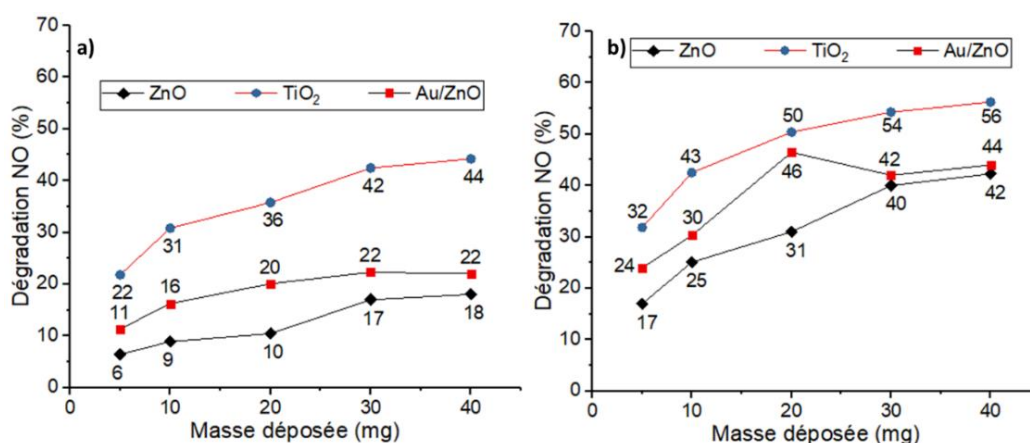 a)
ZnO TiO₂ Au/ZnO
Dégradation NO (%)
70
60
50
40
30
20
10
0
22 31 36 42 44
11 16 20 22 22
6 9 10 17 18
0 10 20 30 40
Masse déposée (mg)
b)
ZnO TiO₂ Au/ZnO
Dégradation NO (%)
70
60
50
40
30
20
10
0
32 43 50 54 56
24 30 46 42 44
17 25 31 40 42
0 10 20 30 40
Masse déposée (mg)